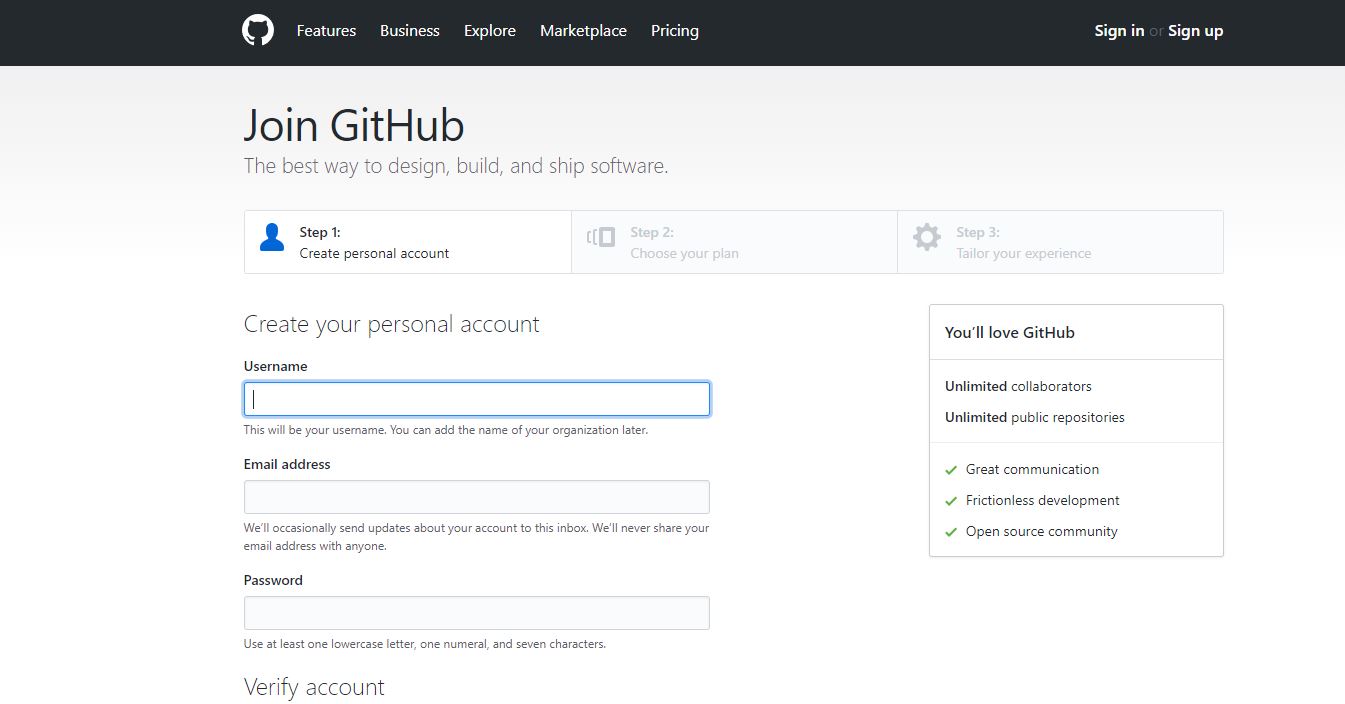 Features Business Explore Marketplace Pricing Sign in or Sign up
Join GitHub
The best way to design, build, and ship software.
Step 1:
Create personal account
Step 2:
Choose your plan
Step 3:
Tailor your experience
Create your personal account
Username
This will be your username. You can add the name of your organization later.
Email address
We’ll occasionally send updates about your account to this inbox. We’ll never share your
email address with anyone.
Password
Use at least one lowercase letter, one numeral, and seven characters.
Verify account
You’ll love GitHub
Unlimited collaborators
Unlimited public repositories
Great communication
Frictionless development
Open source community